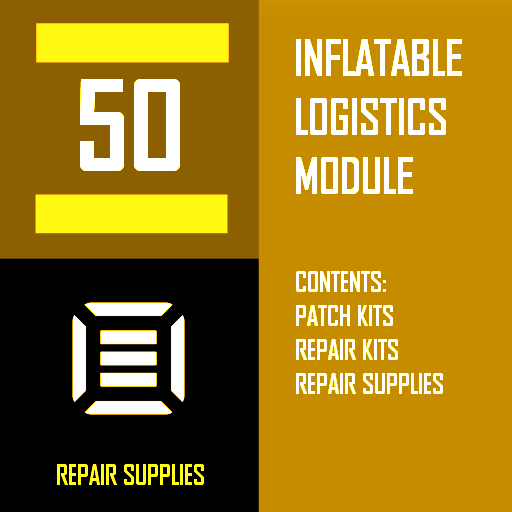 50
REPAIR SUPPLIES
INFLATABLE
LOGISTICS
MODULE
CONTENTS:
PATCH KITS
REPAIR KITS
REPAIR SUPPLIES